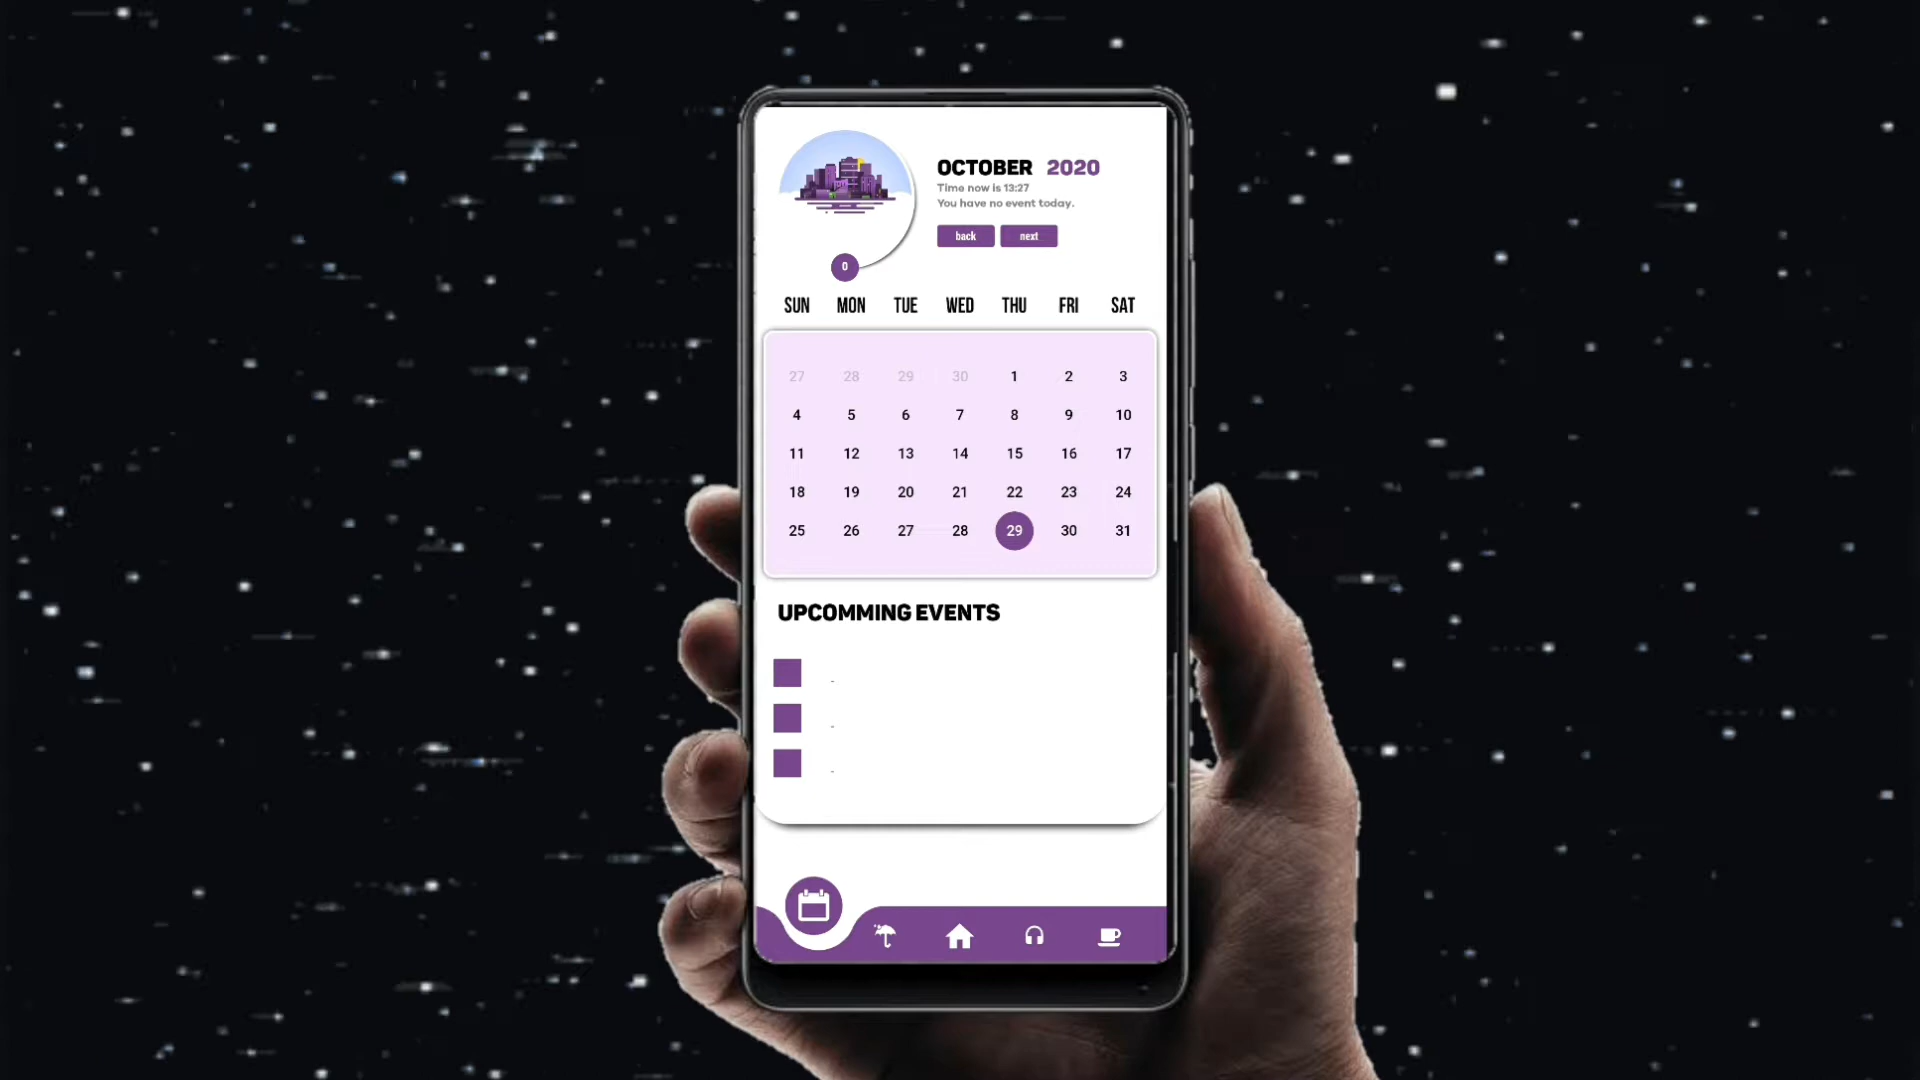 OCTOBER 2020
Time now is 13:27
You have no event today.
back next
0
SUN MON TUE WED THU FRI SAT
27 28 29 30 1 2 3
4 5 6 7 8 9 10
11 12 13 14 15 16 17
18 19 20 21 22 23 24
25 26 27 28 29 30 31
UPCOMMING EVENTS
-
-
-